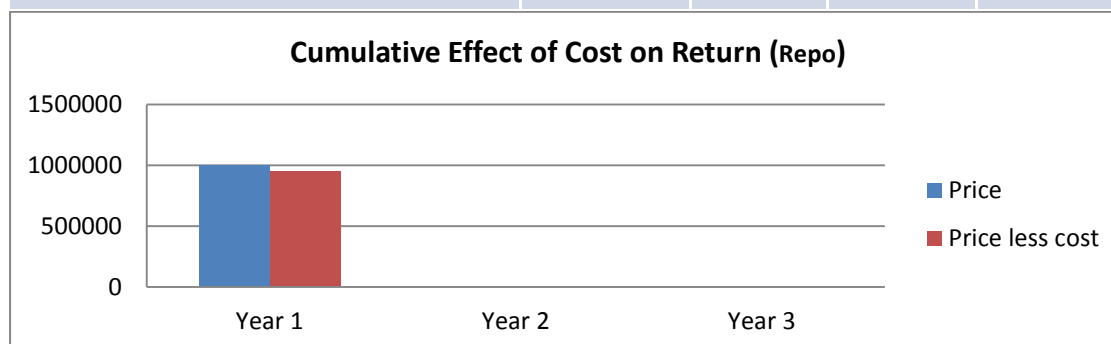 Cumulative Effect of Cost on Return (Repo)
1500000
1000000
500000
0
Year 1 Year 2 Year 3
Price
Price less cost